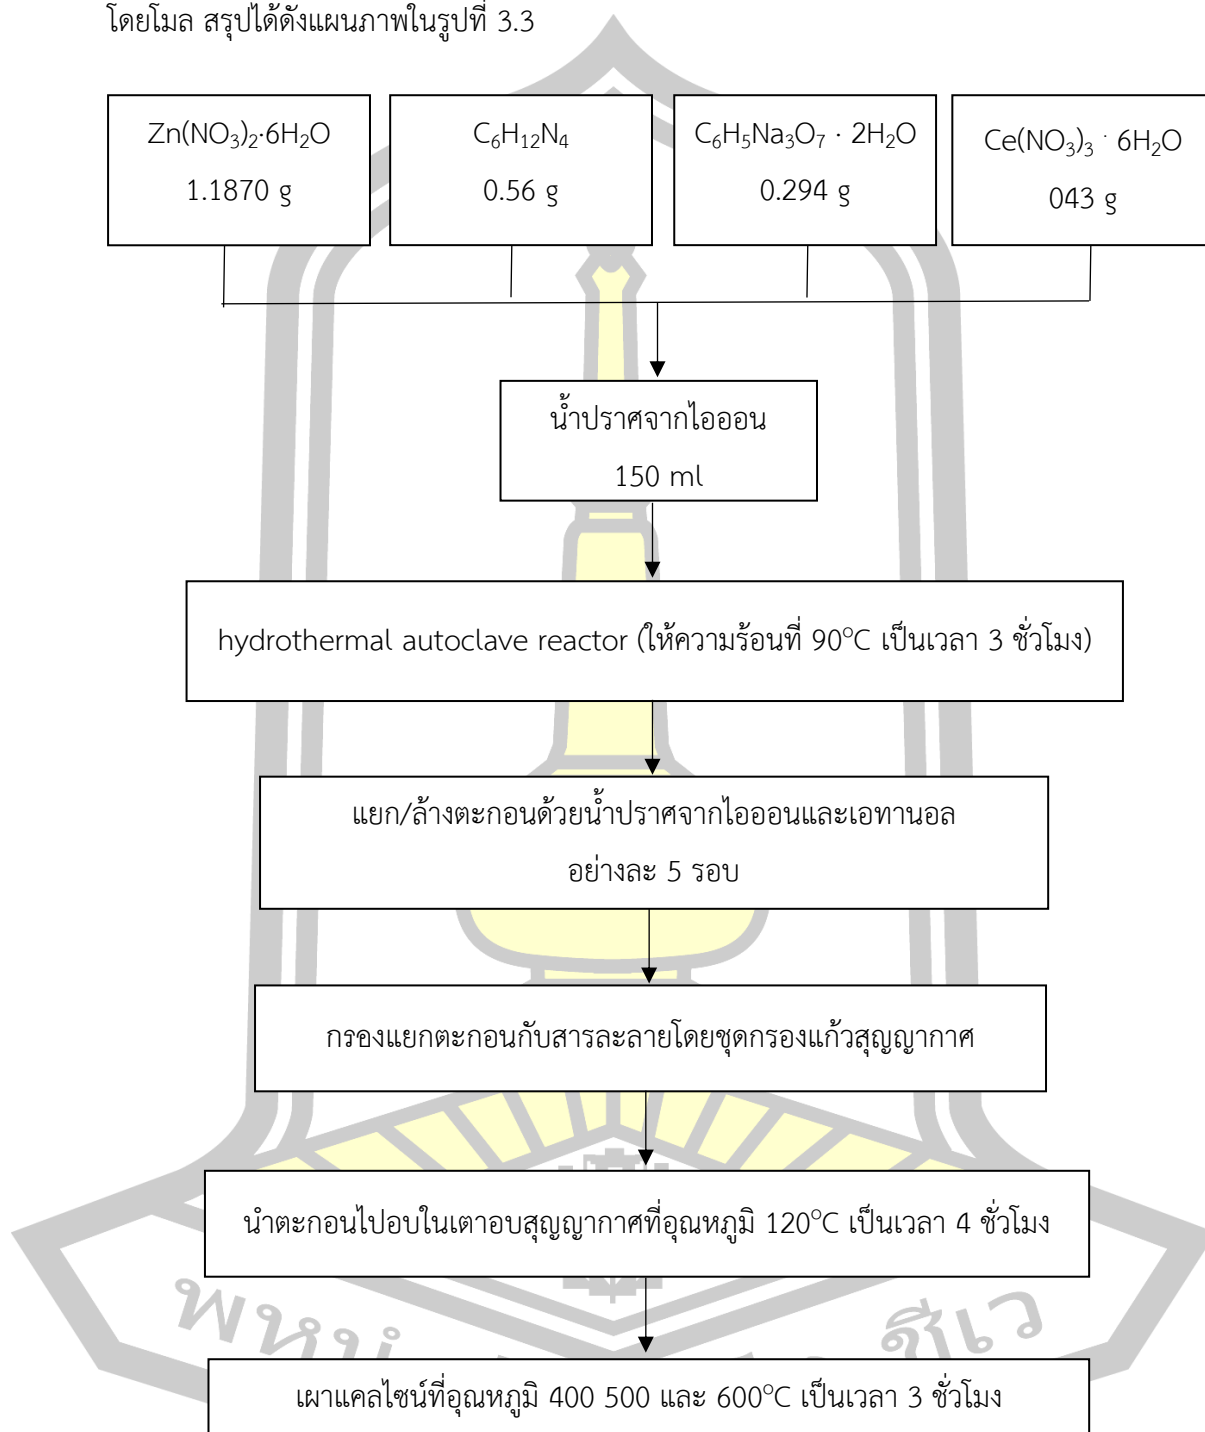 โดยโมล สรุปได้ดังแผนภาพในรูปที่ 3.3
Zn(NO₃)₂·6H₂O
1.1870 g
C₆H₁₂N₄
0.56 g
C₆H₅Na₃O₇ · 2H₂O
0.294 g
Ce(NO₃)₃ · 6H₂O
043 g
น้ำปราศจากไอออน
150 ml
hydrothermal autoclave reactor (ให้ความร้อนที่ 90°C เป็นเวลา 3 ชั่วโมง)
แยก/ล้างตะกอนด้วยน้ำปราศจากไอออนและเอทานอล
อย่างละ 5 รอบ
กรองแยกตะกอนกับสารละลายโดยชุดกรองแก้วสุญญากาศ
นำตะกอนไปอบในเตาอบสุญญากาศที่อุณหภูมิ 120°C เป็นเวลา 4 ชั่วโมง
เผาแคลไซน์ที่อุณหภูมิ 400 500 และ 600°C เป็นเวลา 3 ชั่วโมง
พหูน
ชีเว